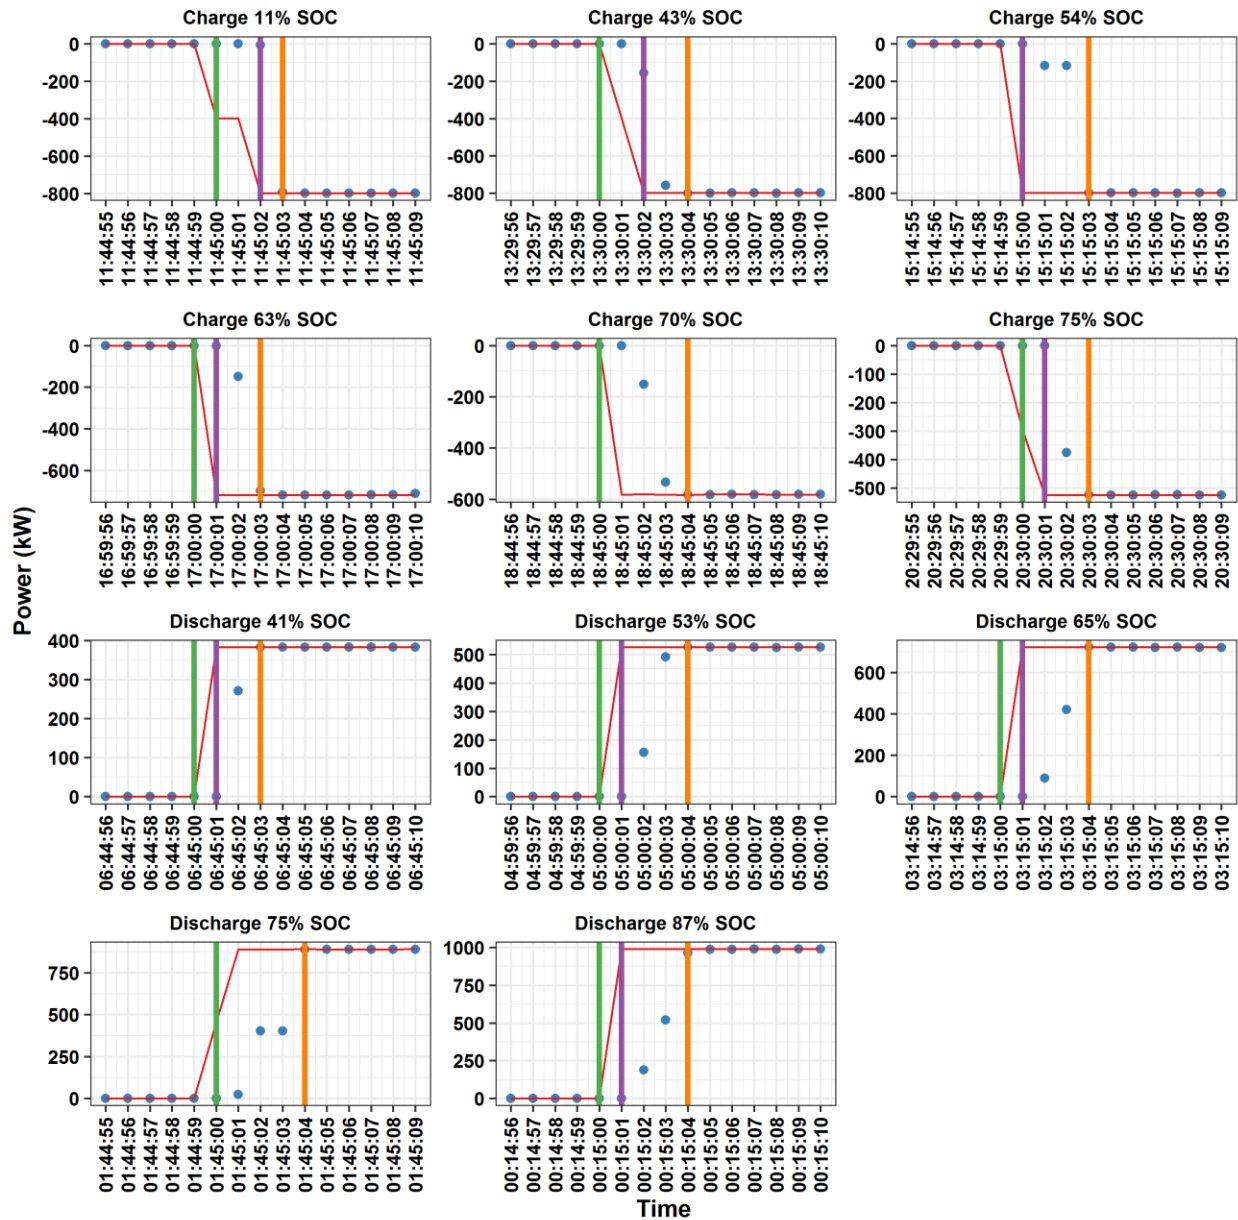 Charge 11% SOC
Charge 43% SOC
Charge 54% SOC
0
-200
-400
-600
-800
0
-200
-400
-600
-800
0
-200
-400
-600
-800
11:44:55 11:44:56 11:44:57 11:44:58 11:44:59 11:45:00 11:45:01 11:45:02 11:45:03 11:45:04 11:45:05 11:45:06 11:45:07 11:45:08 11:45:09
13:29:56 13:29:57 13:29:58 13:29:59 13:30:00 13:30:01 13:30:02 13:30:03 13:30:04 13:30:05 13:30:06 13:30:07 13:30:08 13:30:09 13:30:10
15:14:55 15:14:56 15:14:57 15:14:58 15:14:59 15:15:00 15:15:01 15:15:02 15:15:03 15:15:04 15:15:05 15:15:06 15:15:07 15:15:08 15:15:09
Charge 63% SOC
Charge 70% SOC
Charge 75% SOC
0
-200
-400
-600
0
-200
-400
-600
0
-100
-200
-300
-400
-500
16:59:56 16:59:57 16:59:58 16:59:59 17:00:00 17:00:01 17:00:02 17:00:03 17:00:04 17:00:05 17:00:06 17:00:07 17:00:08 17:00:09 17:00:10
18:44:56 18:44:57 18:44:58 18:44:59 18:45:00 18:45:01 18:45:02 18:45:03 18:45:04 18:45:05 18:45:06 18:45:07 18:45:08 18:45:09 18:45:10
20:29:55 20:29:56 20:29:57 20:29:58 20:29:59 20:30:00 20:30:01 20:30:02 20:30:03 20:30:04 20:30:05 20:30:06 20:30:07 20:30:08 20:30:09
Power (kW)
Discharge 41% SOC
Discharge 53% SOC
Discharge 65% SOC
400
300
200
100
0
500
400
300
200
100
0
600
400
200
0
06:44:56 06:44:57 06:44:58 06:44:59 06:45:00 06:45:01 06:45:02 06:45:03 06:45:04 06:45:05 06:45:06 06:45:07 06:45:08 06:45:09 06:45:10
04:59:56 04:59:57 04:59:58 04:59:59 05:00:00 05:00:01 05:00:02 05:00:03 05:00:04 05:00:05 05:00:06 05:00:07 05:00:08 05:00:09 05:00:10
03:14:56 03:14:57 03:14:58 03:14:59 03:15:00 03:15:01 03:15:02 03:15:03 03:15:04 03:15:05 03:15:06 03:15:07 03:15:08 03:15:09 03:15:10
Discharge 75% SOC
Discharge 87% SOC
750
500
250
0
1000
750
500
250
0
01:44:55 01:44:56 01:44:57 01:44:58 01:44:59 01:45:00 01:45:01 01:45:02 01:45:03 01:45:04 01:45:05 01:45:06 01:45:07 01:45:08 01:45:09
00:14:56 00:14:57 00:14:58 00:14:59 00:15:00 00:15:01 00:15:02 00:15:03 00:15:04 00:15:05 00:15:06 00:15:07 00:15:08 00:15:09 00:15:10
Time